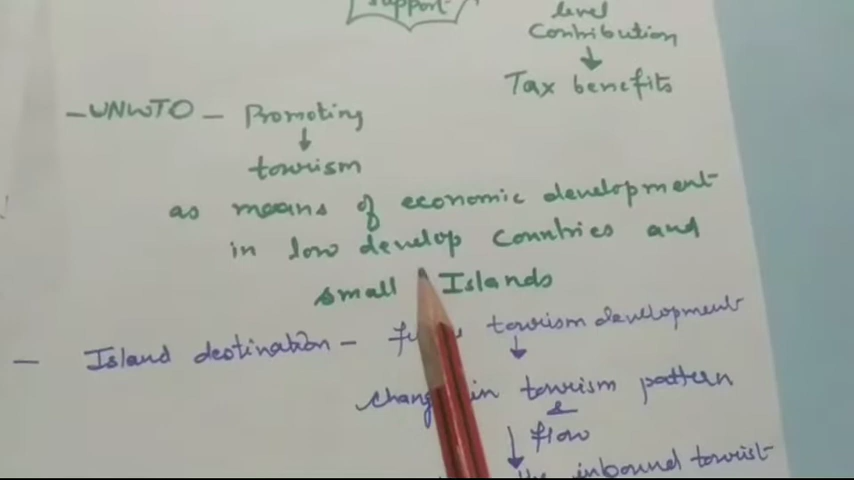 support
level
Contribution
Tax benefits
- UNWTO - Promoting
tourism
as means of economic development
in low develop Countries and
small Islands
- Island destination - tourism development
in tourism pattern
& flow
inbound tourist